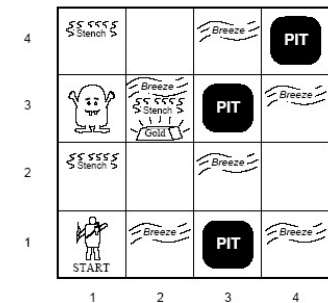 4
Stench
Breeze
PIT
3
Breeze
Stench
Gold
PIT
Breeze
2
Stench
Breeze
1
START
Breeze
PIT
Breeze
1 2 3 4